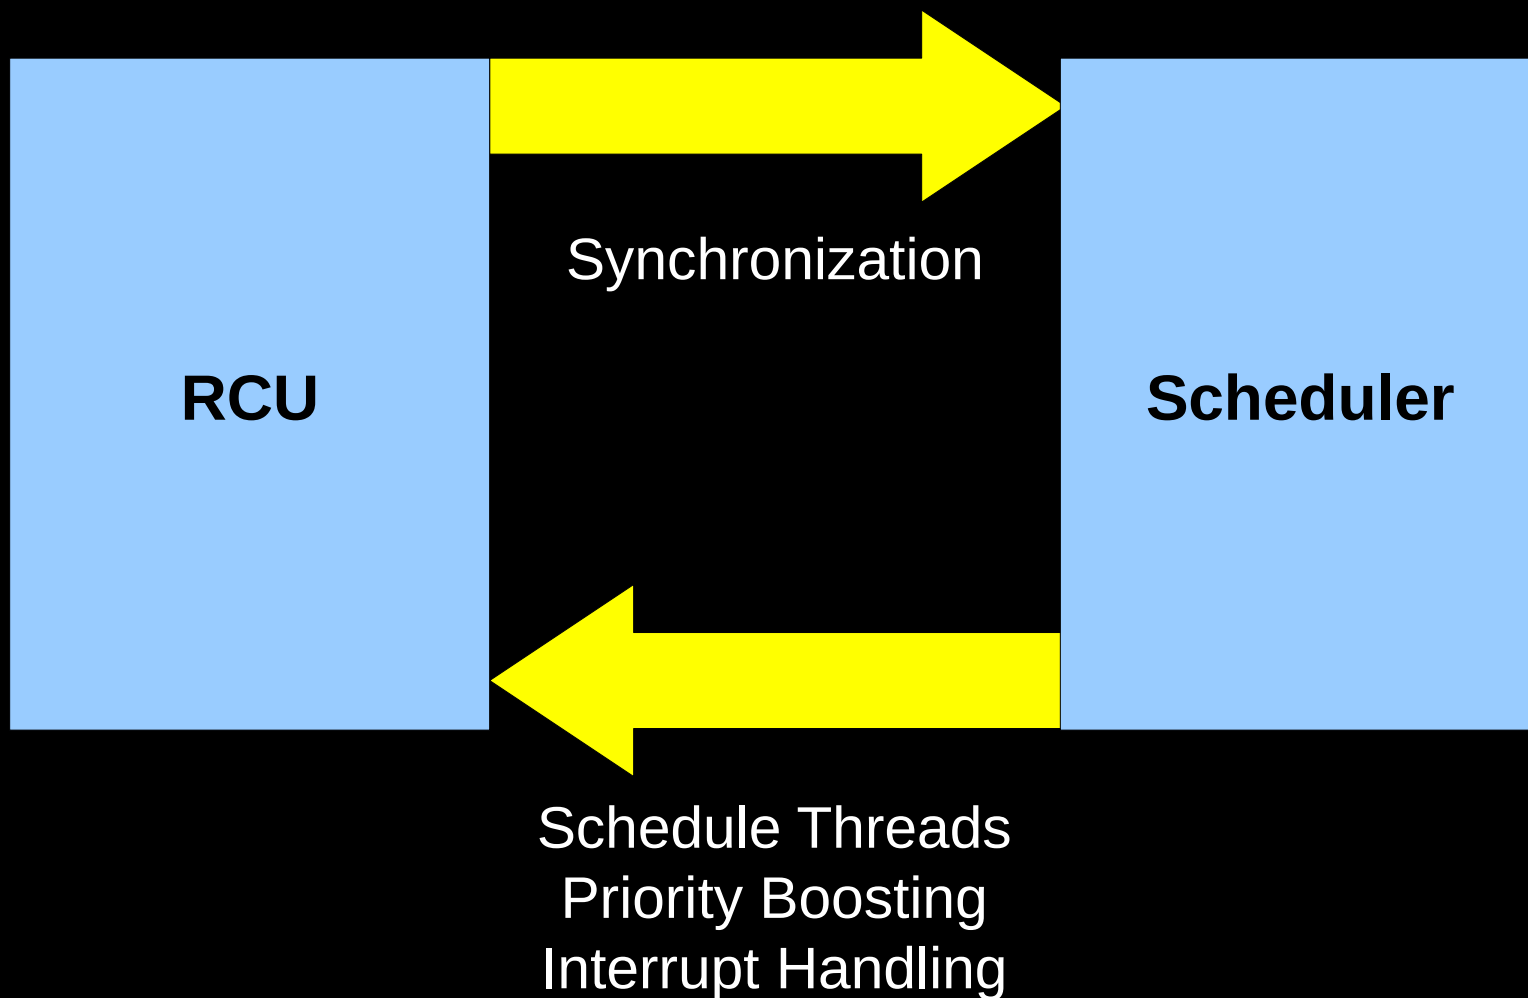 Synchronization
RCU
Scheduler
Schedule Threads
Priority Boosting
Interrupt Handling